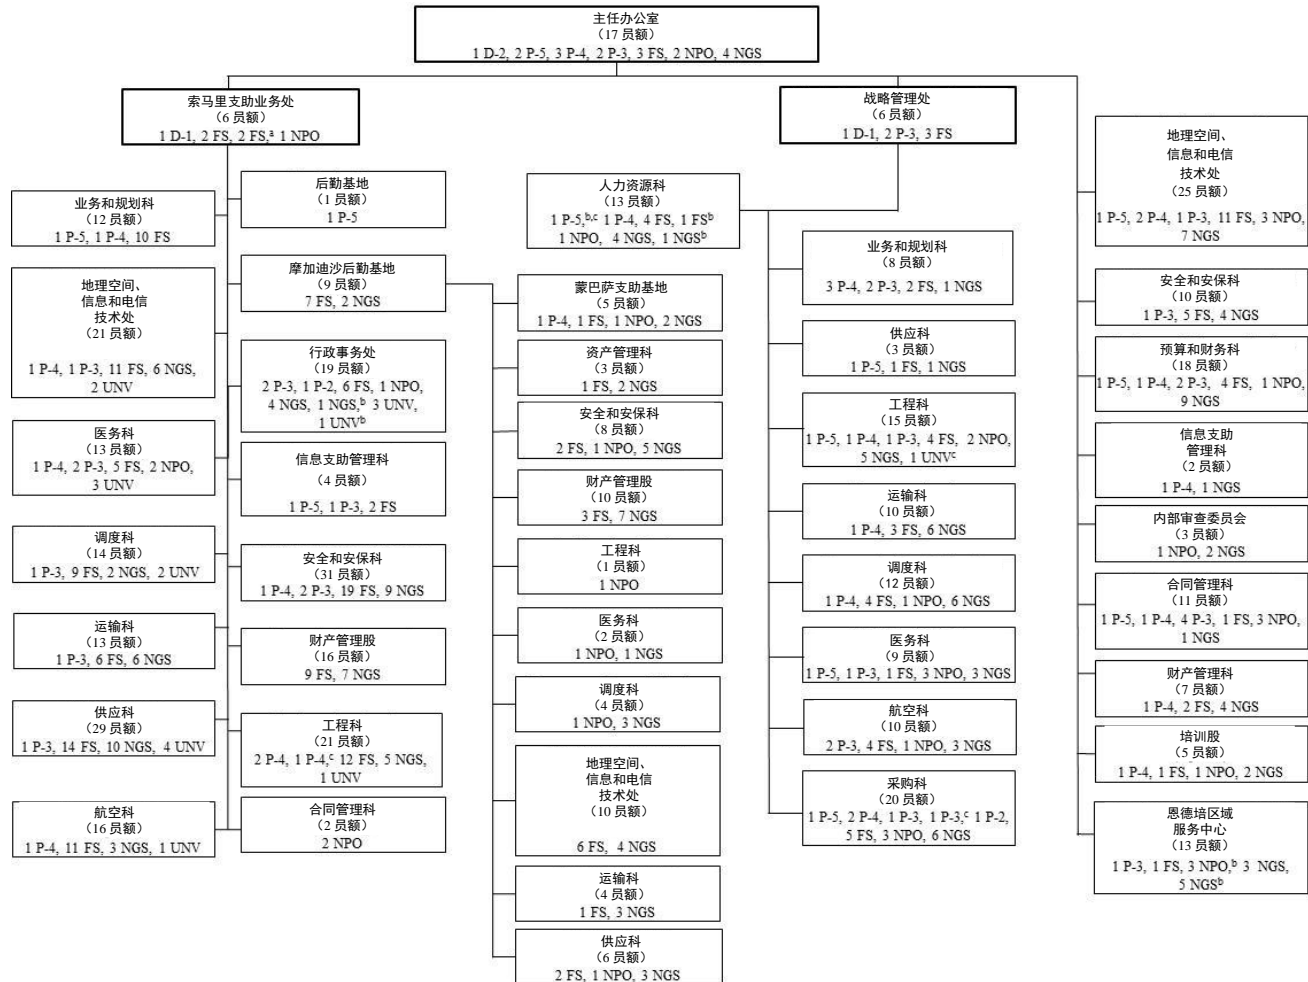 主任办公室
（17 员额）
1 D-2, 2 P-5, 3 P-4, 2 P-3, 3 FS, 2 NPO, 4 NGS
索马里支助业务处
（6 员额）
1 D-1, 2 FS, 2 FS,ᵃ 1 NPO
战略管理处
（6 员额）
1 D-1, 2 P-3, 3 FS
业务和规划科
（12 员额）
1 P-5, 1 P-4, 10 FS
地理空间、
信息和电信
技术处
（21 员额）
1 P-4, 1 P-3, 11 FS, 6 NGS,
2 UNV
医务科
（13 员额）
1 P-4, 2 P-3, 5 FS, 2 NPO,
3 UNV
调度科
（14 员额）
1 P-3, 9 FS, 2 NGS, 2 UNV
运输科
（13 员额）
1 P-3, 6 FS, 6 NGS
供应科
（29 员额）
1 P-3, 14 FS, 10 NGS, 4 UNV
航空科
（16 员额）
1 P-4, 11 FS, 3 NGS, 1 UNV
后勤基地
（1 员额）
1 P-5
摩加迪沙后勤基地
（9 员额）
7 FS, 2 NGS
行政事务处
（19 员额）
2 P-3, 1 P-2, 6 FS, 1 NPO,
4 NGS, 1 NGS,ᵇ 3 UNV,
1 UNVᵇ
信息支助管理科
（4 员额）
1 P-5, 1 P-3, 2 FS
安全和安保科
（31 员额）
1 P-4, 2 P-3, 19 FS, 9 NGS
财产管理股
（16 员额）
9 FS, 7 NGS
工程科
（21 员额）
2 P-4, 1 P-4,ᶜ 12 FS, 5 NGS,
1 UNV
合同管理科
（2 员额）
2 NPO
蒙巴萨支助基地
（5 员额）
1 P-4, 1 FS, 1 NPO, 2 NGS
资产管理科
（3 员额）
1 FS, 2 NGS
安全和安保科
（8 员额）
2 FS, 1 NPO, 5 NGS
财产管理股
（10 员额）
3 FS, 7 NGS
工程科
（1 员额）
1 NPO
医务科
（2 员额）
1 NPO, 1 NGS
调度科
（4 员额）
1 NPO, 3 NGS
地理空间、
信息和电信
技术处
（10 员额）
6 FS, 4 NGS
运输科
（4 员额）
1 FS, 3 NGS
供应科
（6 员额）
2 FS, 1 NPO, 3 NGS
人力资源科
（13 员额）
1 P-5,ᵇ,ᶜ 1 P-4, 4 FS, 1 FSᵇ
1 NPO, 4 NGS, 1 NGSᵇ
业务和规划科
（8 员额）
3 P-4, 2 P-3, 2 FS, 1 NGS
供应科
（3 员额）
1 P-5, 1 FS, 1 NGS
工程科
（15 员额）
1 P-5, 1 P-4, 1 P-3, 4 FS, 2 NPO,
5 NGS, 1 UNVᶜ
运输科
（10 员额）
1 P-4, 3 FS, 6 NGS
调度科
（12 员额）
1 P-4, 4 FS, 1 NPO, 6 NGS
医务科
（9 员额）
1 P-5, 1 P-3, 1 FS, 3 NPO, 3 NGS
航空科
（10 员额）
2 P-3, 4 FS, 1 NPO, 3 NGS
采购科
（20 员额）
1 P-5, 2 P-4, 1 P-3, 1 P-3,ᶜ 1 P-2,
5 FS, 3 NPO, 6 NGS
地理空间、
信息和电信
技术处
（25 员额）
1 P-5, 2 P-4, 1 P-3, 11 FS, 3 NPO,
7 NGS
安全和安保科
（10 员额）
1 P-3, 5 FS, 4 NGS
预算和财务科
（18 员额）
1 P-5, 1 P-4, 2 P-3, 4 FS, 1 NPO,
9 NGS
信息支助
管理科
（2 员额）
1 P-4, 1 NGS
内部审查委员会
（3 员额）
1 NPO, 2 NGS
合同管理科
（11 员额）
1 P-5, 1 P-4, 4 P-3, 1 FS, 3 NPO,
1 NGS
财产管理科
（7 员额）
1 P-4, 2 FS, 4 NGS
培训股
（5 员额）
1 P-4, 1 FS, 1 NPO, 2 NGS
恩德培区域
服务中心
（13 员额）
1 P-3, 1 FS, 3 NPO,ᵇ 3 NGS,
5 NGSᵇ